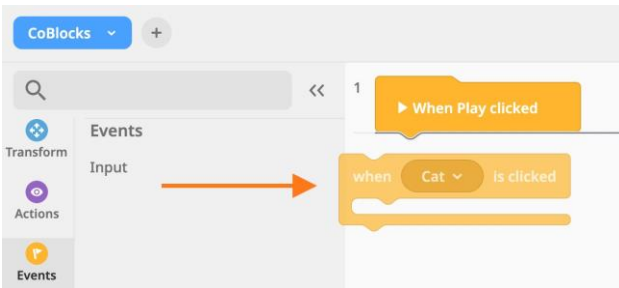 CoBlocks
+
1
When Play clicked
Transform
Events
Input
when Cat is clicked
Actions
Events